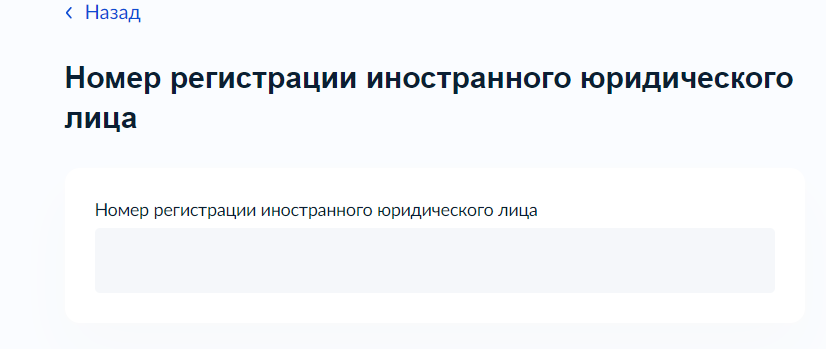 Назад
Номер регистрации иностранного юридического
лица
Номер регистрации иностранного юридического лица